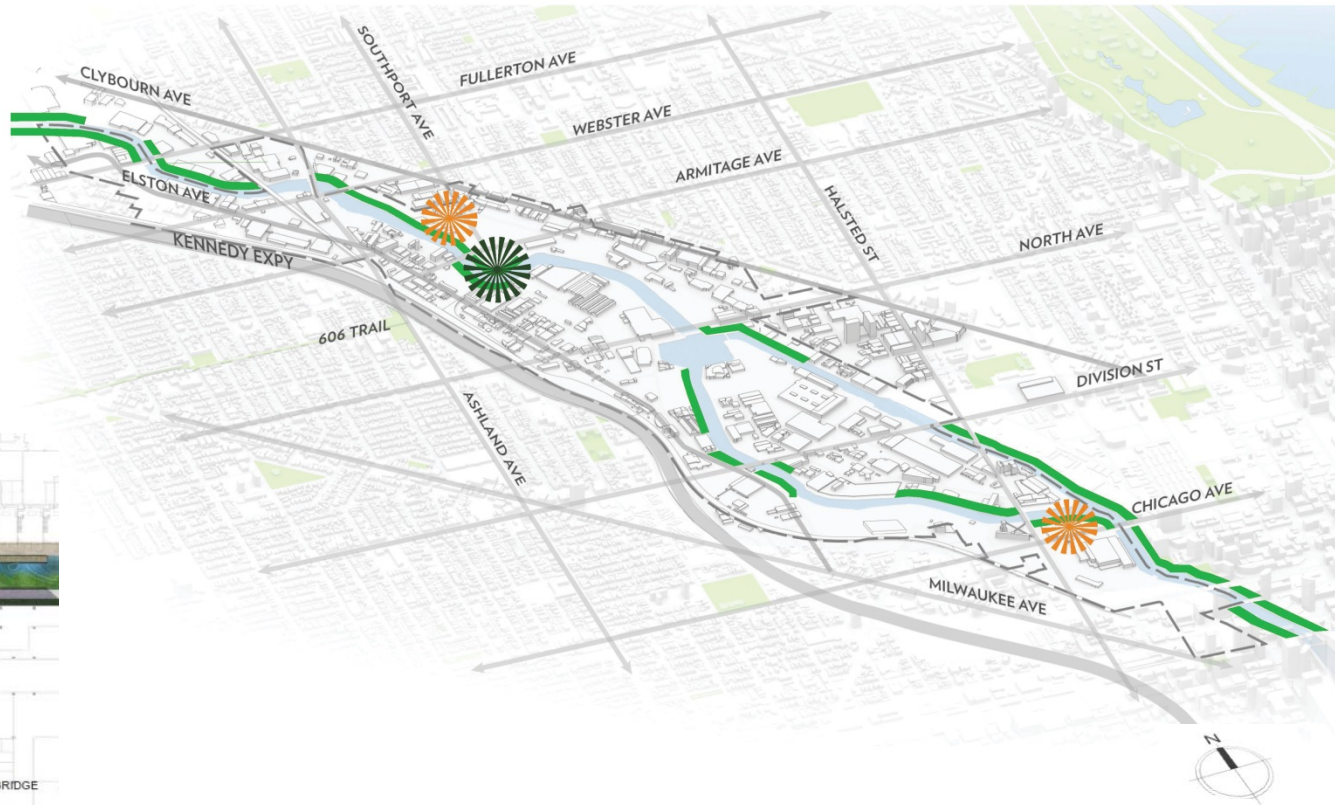 SOUTHPORT AVE
FULLERTON AVE
CLYBOURN AVE
WEBSTER AVE
ARMITAGE AVE
ELSTON AVE
HALSTED ST
KENNEDY EXPY
NORTH AVE
606 TRAIL
DIVISION ST
ASHLAND AVE
CHICAGO AVE
MILWAUKEE AVE
N
BRIDGE